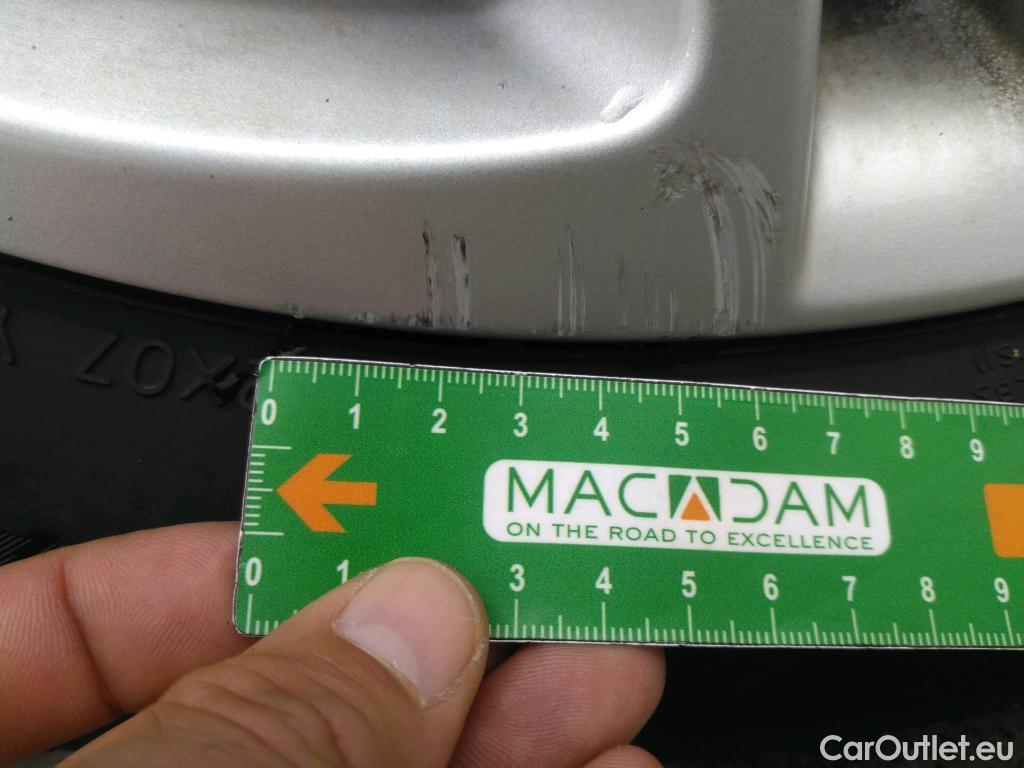 0 1 2 3 4 5 6 7 8 9
MACADAM
ON THE ROAD TO EXCELLENCE
0 1 3 4 5 6 7 8 9
CarOutlet.eu